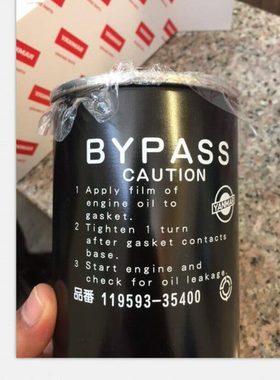 YANMAR
BYPASS
CAUTION
1 Apply film of
engine oil to
gasket.
2 Tighten 1 turn
after gasket contacts
base.
3 Start engine and
check for oil leakage.
YANMAR
品番 119593-35400